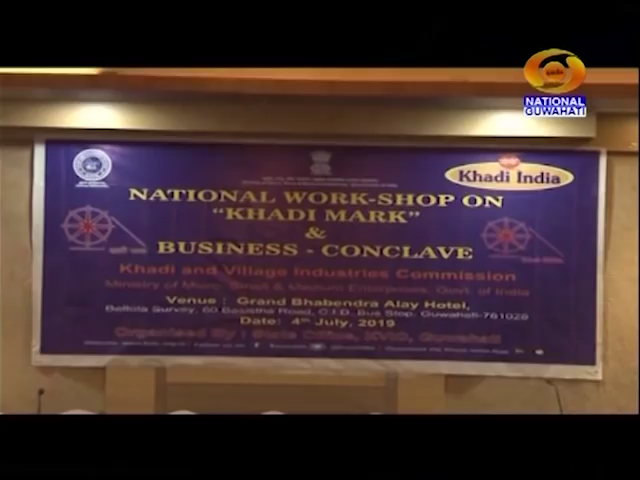 NATIONAL
GUWAHATI
Khadi India
NATIONAL WORK-SHOP ON
“KHADI MARK”
&
BUSINESS - CONCLAVE
Khadi and Village Industries Commission
Ministry of Micro, Small & Medium Enterprises, Govt. of India
Venue : Grand Bhabendra Alay Hotel,
Beltola Survey, 60 Basistha Road, C.I.D. Bus Stop, Guwahati-781028
Date: 4th July, 2019
Organised By : State Office, KVIC, Guwahati